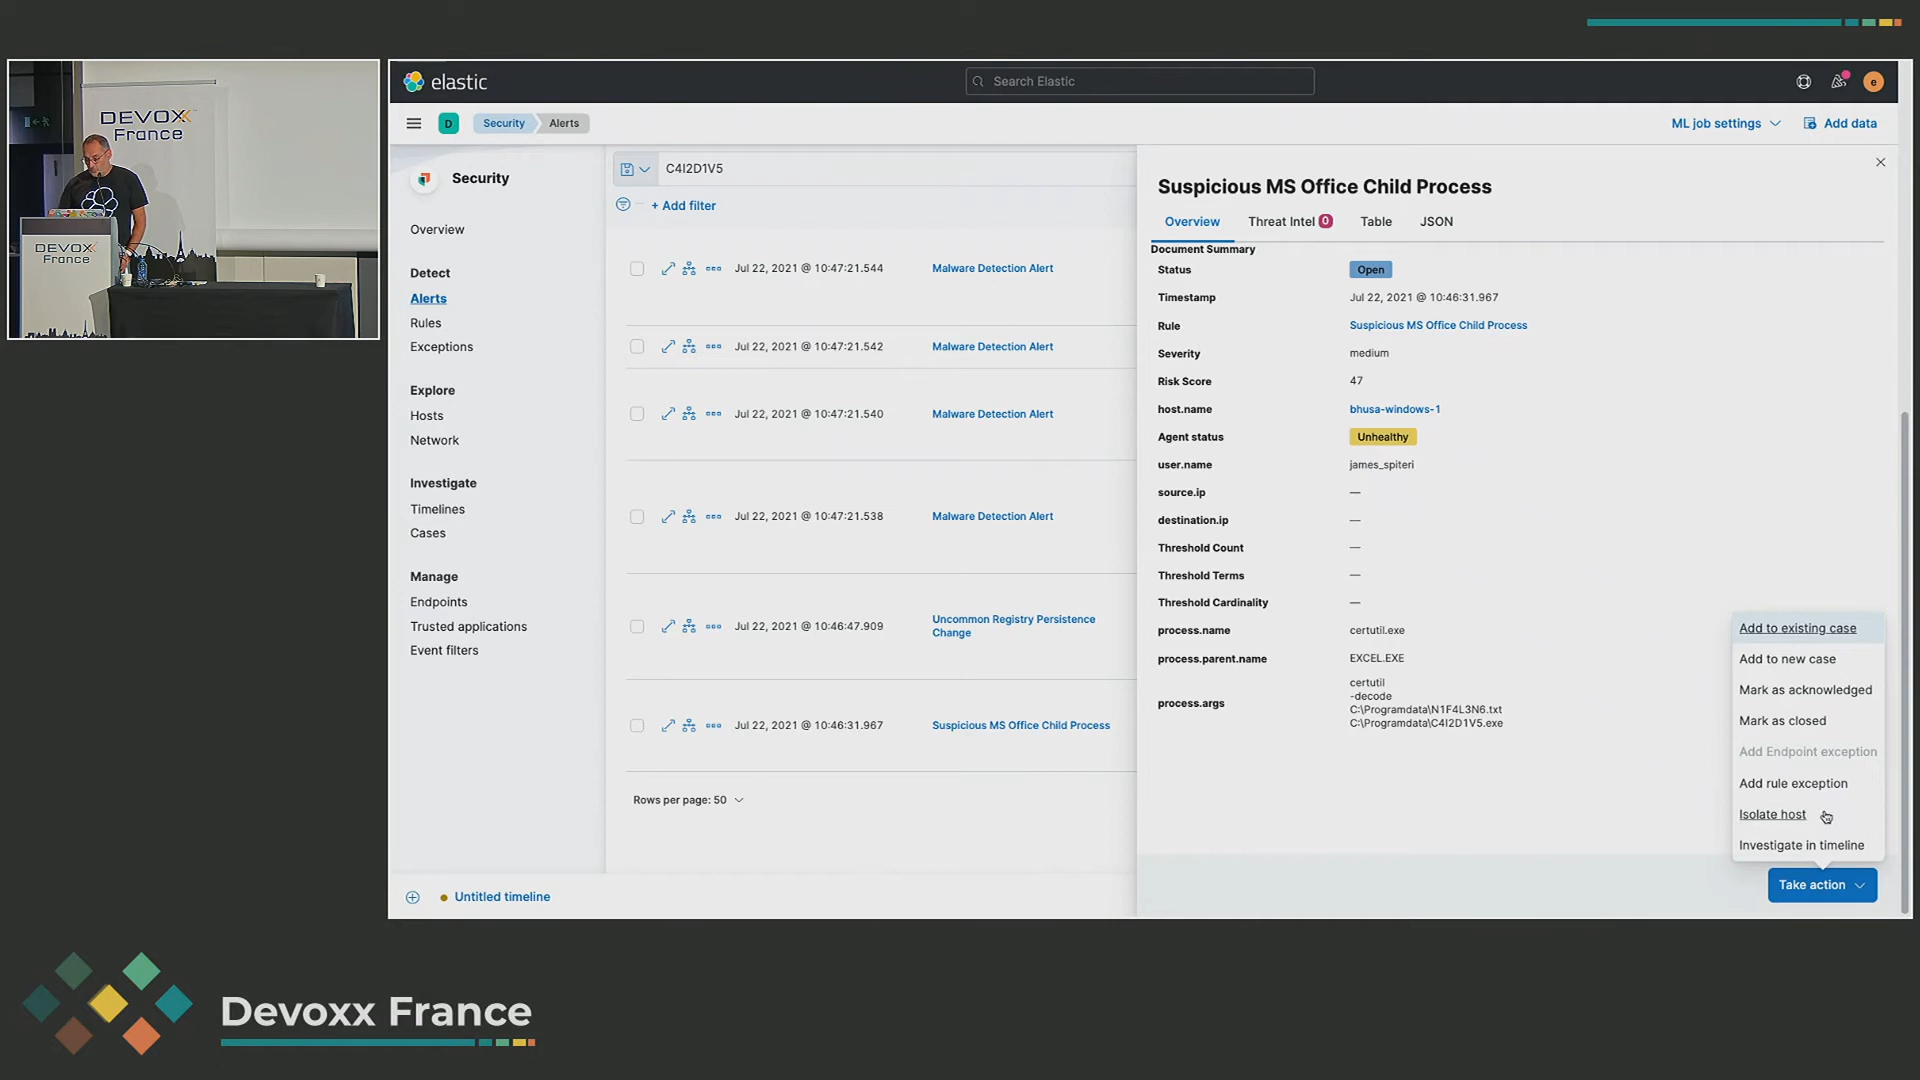 DEVOXX
France
DEVOXX
France
elastic
Search Elastic
e
D
Security
Alerts
ML job settings
Add data
Security
Overview
Detect
Alerts
Rules
Exceptions
Explore
Hosts
Network
Investigate
Timelines
Cases
Manage
Endpoints
Trusted applications
Event filters
C4I2D1V5
+ Add filter
Jul 22, 2021 @ 10:47:21.544 Malware Detection Alert
Jul 22, 2021 @ 10:47:21.542 Malware Detection Alert
Jul 22, 2021 @ 10:47:21.540 Malware Detection Alert
Jul 22, 2021 @ 10:47:21.538 Malware Detection Alert
Jul 22, 2021 @ 10:46:47.909 Uncommon Registry Persistence
Change
Jul 22, 2021 @ 10:46:31.967 Suspicious MS Office Child Process
Rows per page: 50
Untitled timeline
Suspicious MS Office Child Process
Overview Threat Intel 0 Table JSON
Document Summary
Status Open
Timestamp Jul 22, 2021 @ 10:46:31.967
Rule Suspicious MS Office Child Process
Severity medium
Risk Score 47
host.name bhusa-windows-1
Agent status Unhealthy
user.name james_spiteri
source.ip —
destination.ip —
Threshold Count —
Threshold Terms —
Threshold Cardinality —
process.name certutil.exe
process.parent.name EXCEL.EXE
process.args certutil
-decode
C:\Programdata\N1F4L3N6.txt
C:\Programdata\C4I2D1V5.exe
Add to existing case
Add to new case
Mark as acknowledged
Mark as closed
Add Endpoint exception
Add rule exception
Isolate host
Investigate in timeline
Take action
Devoxx France